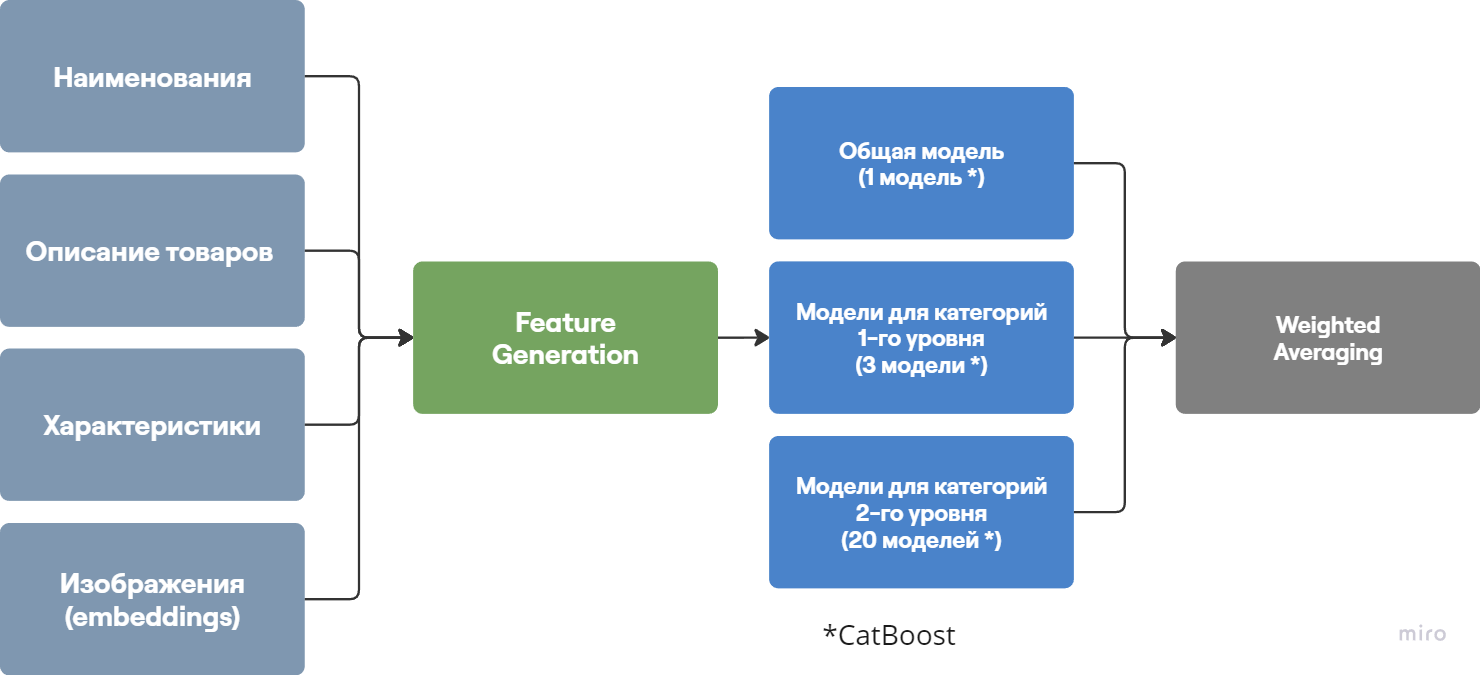 Наименования
Описание товаров
Характеристики
Изображения
(embeddings)
Feature
Generation
Общая модель
(1 модель *)
Модели для категорий
1-го уровня
(3 модели *)
Модели для категорий
2-го уровня
(20 моделей *)
*CatBoost
Weighted
Averaging
miro